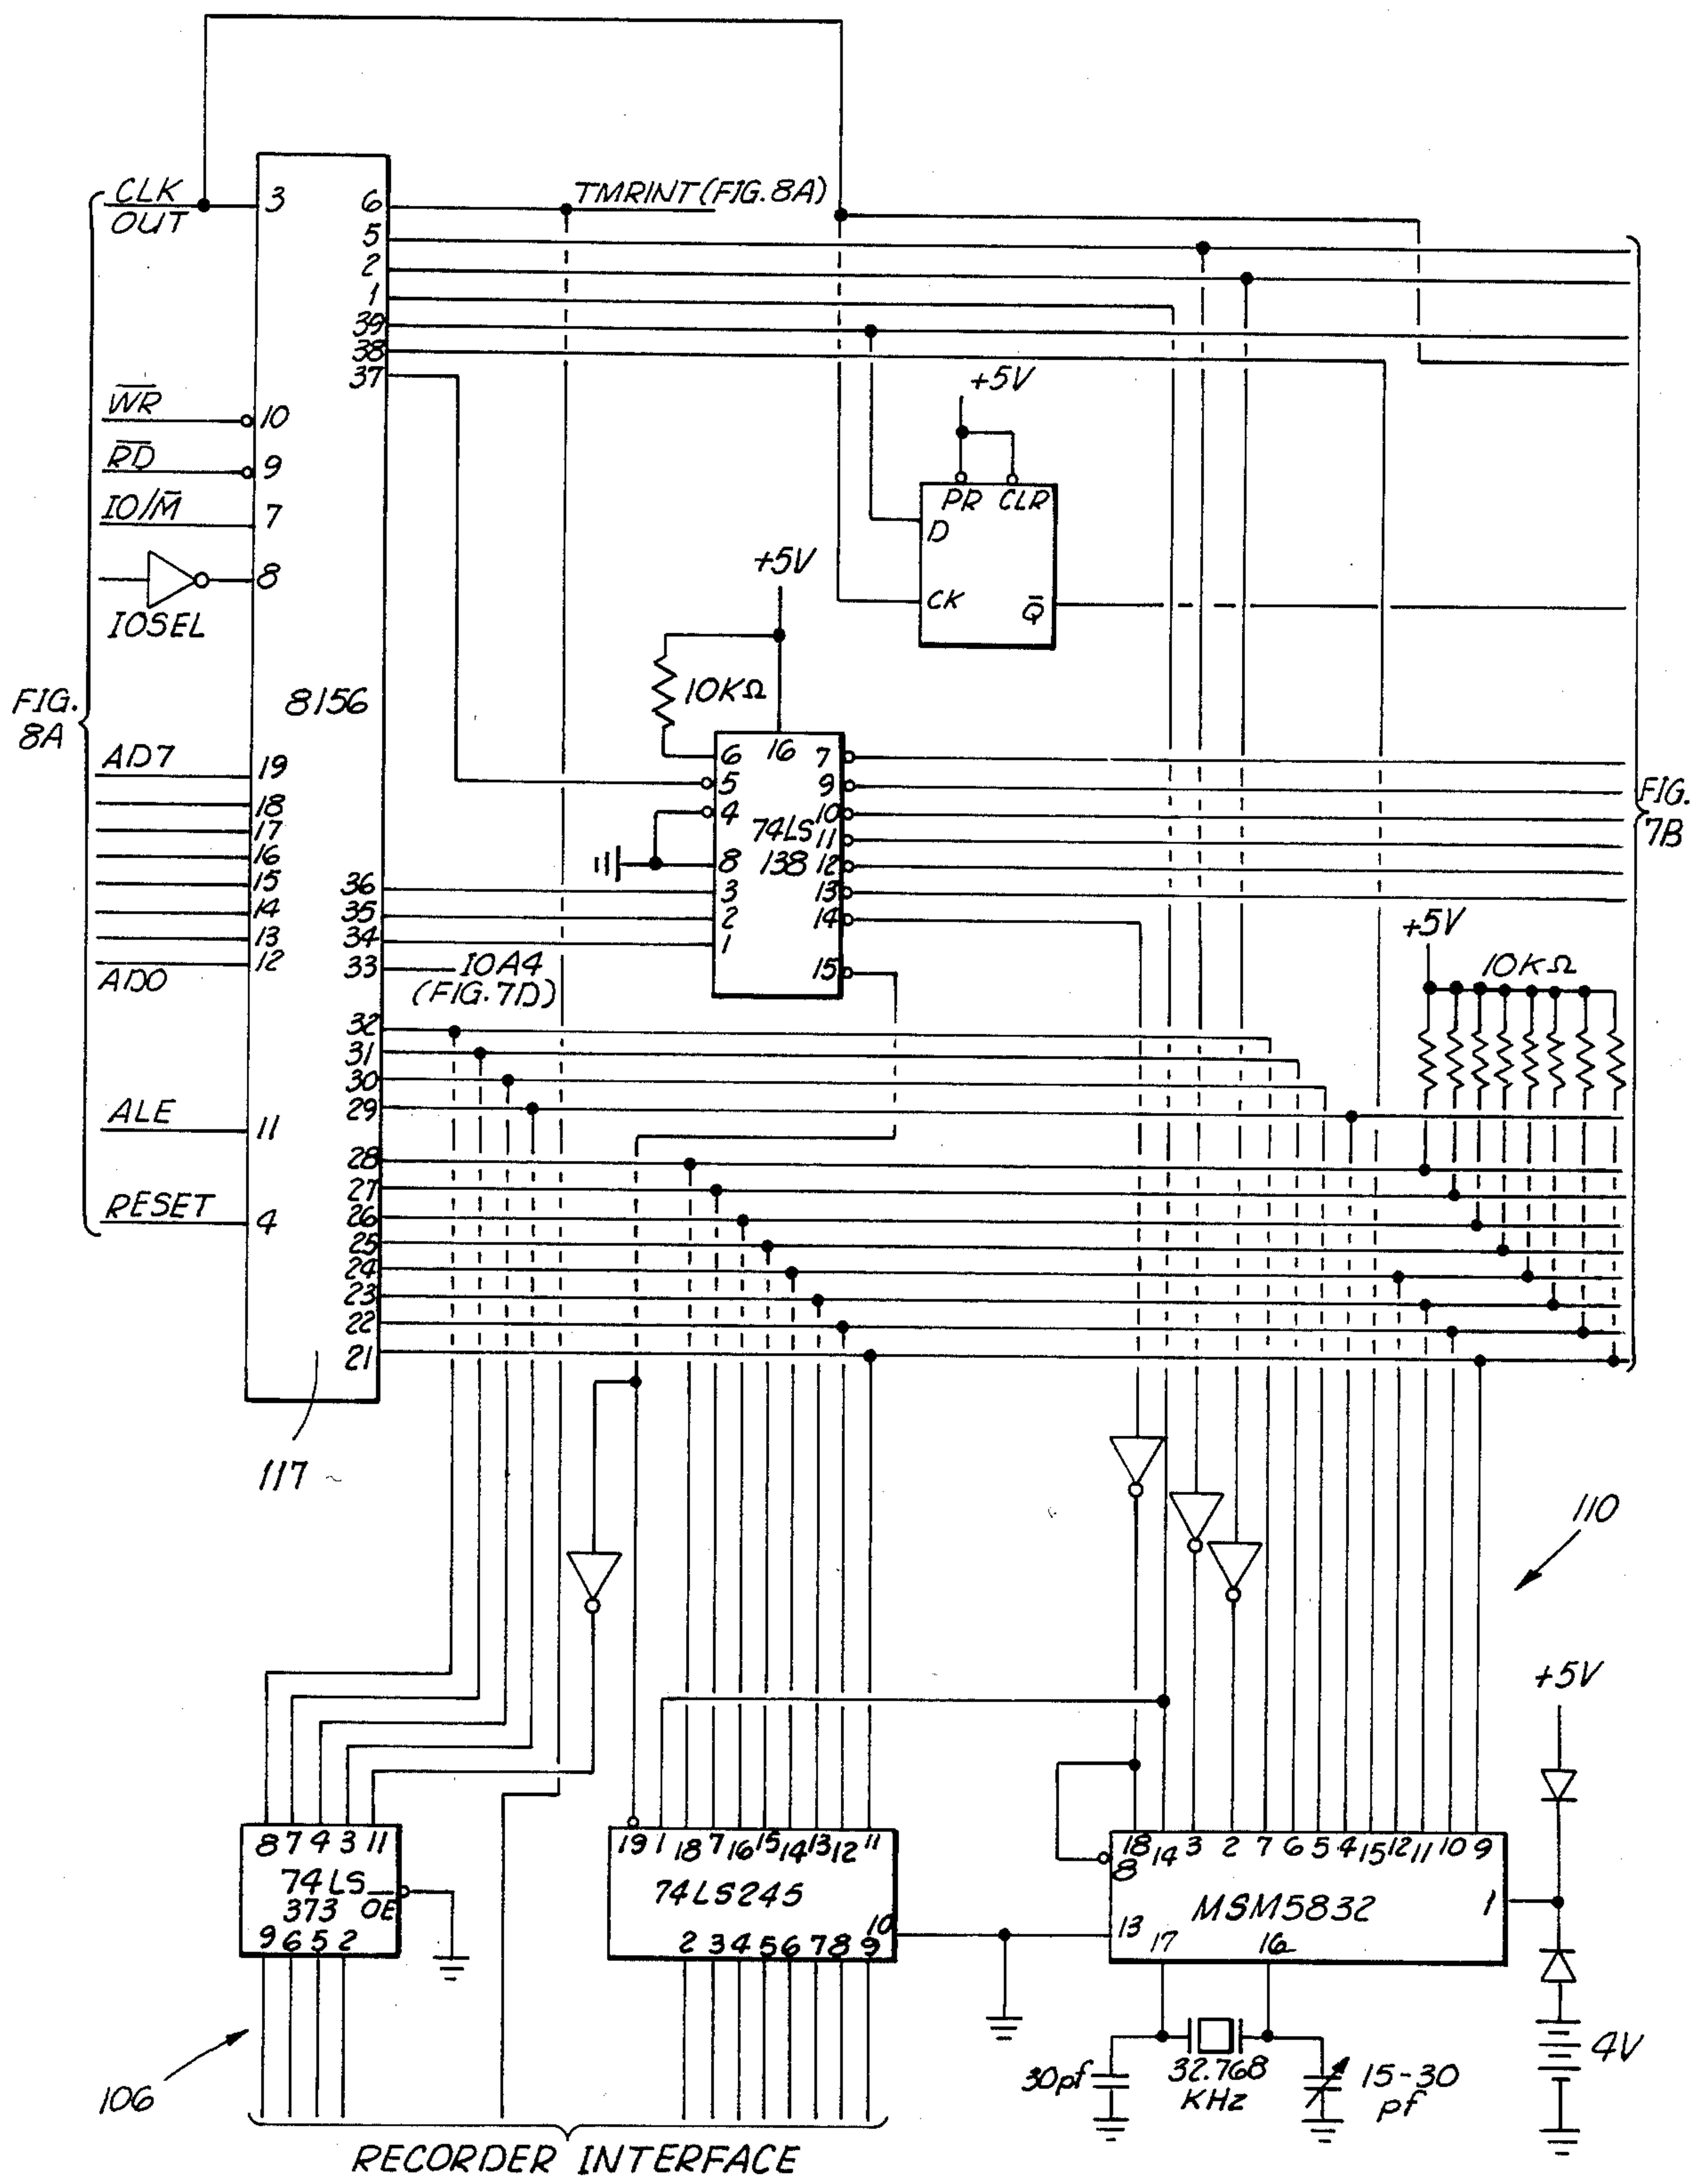 CLK
OUT
3
6
TMRINT (FIG. 8A)
5
2
1
39
38
37
+5V
W̅R̅
10
R̅D̅
9
IO/M̅
7
PR CLR
D
8
IOSEL
+5V
CK
Q̅
FIG.
8A
8156
10KΩ
AD7
19
18
17
16
15
14
13
12
AD0
6 16 7
5 9
4 10
74LS 11
8 138 12
3 13
2 14
1
15
36
35
34
33
IOA4
(FIG. 7D)
FIG.
7B
+5V
10KΩ
32
31
30
29
ALE
11
28
27
26
25
24
23
22
21
RESET
4
117
110
+5V
8 7 4 3 11
74LS
373 O̅E̅
9 6 5 2
19 1 18 7 16 15 14 13 12 11
74LS245
10
2 3 4 5 6 7 8 9
18 14 3 2 7 6 5 4 15 12 11 10 9
8
MSM5832
1
13
17 16
106
30pf
32.768
KHz
15-30
pf
4V
RECORDER INTERFACE